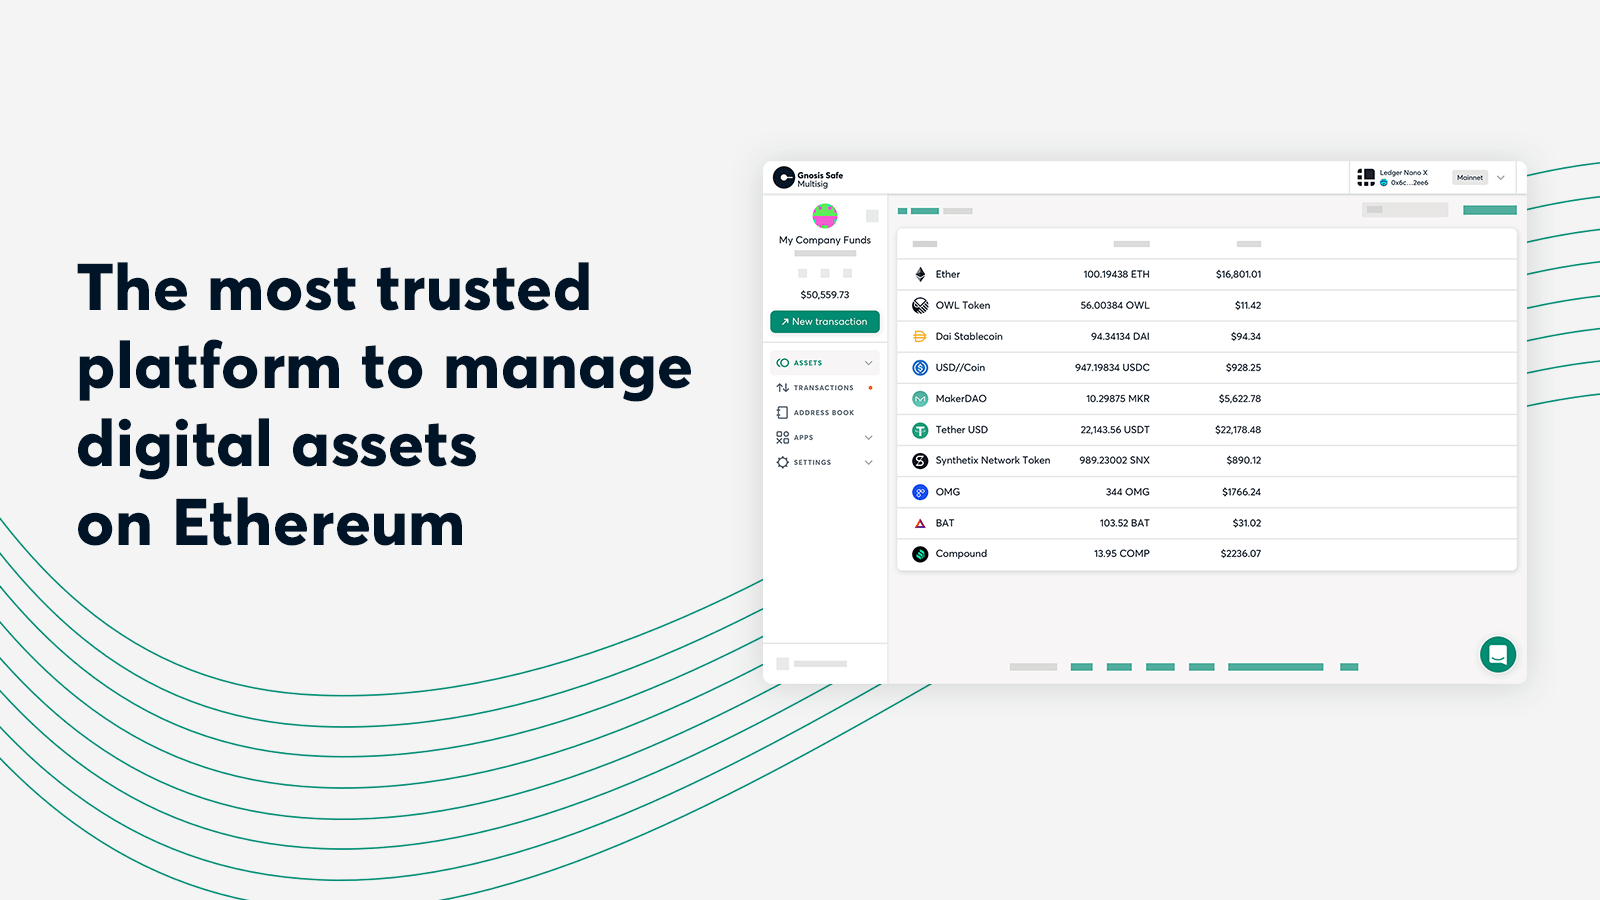 The most trusted
platform to manage
digital assets
on Ethereum
Gnosis Safe
Multisig
Ledger Nano X
0x6c...2ee6
Mainnet
My Company Funds
$50,559.73
New transaction
ASSETS
TRANSACTIONS
ADDRESS BOOK
APPS
SETTINGS
Ether 100.19438 ETH $16,801.01
OWL Token 56.00384 OWL $11.42
Dai Stablecoin 94.34134 DAI $94.34
USD//Coin 947.19834 USDC $928.25
MakerDAO 10.29875 MKR $5,622.78
Tether USD 22,143.56 USDT $22,178.48
Synthetix Network Token 989.23002 SNX $890.12
OMG 344 OMG $1766.24
BAT 103.52 BAT $31.02
Compound 13.95 COMP $2236.07